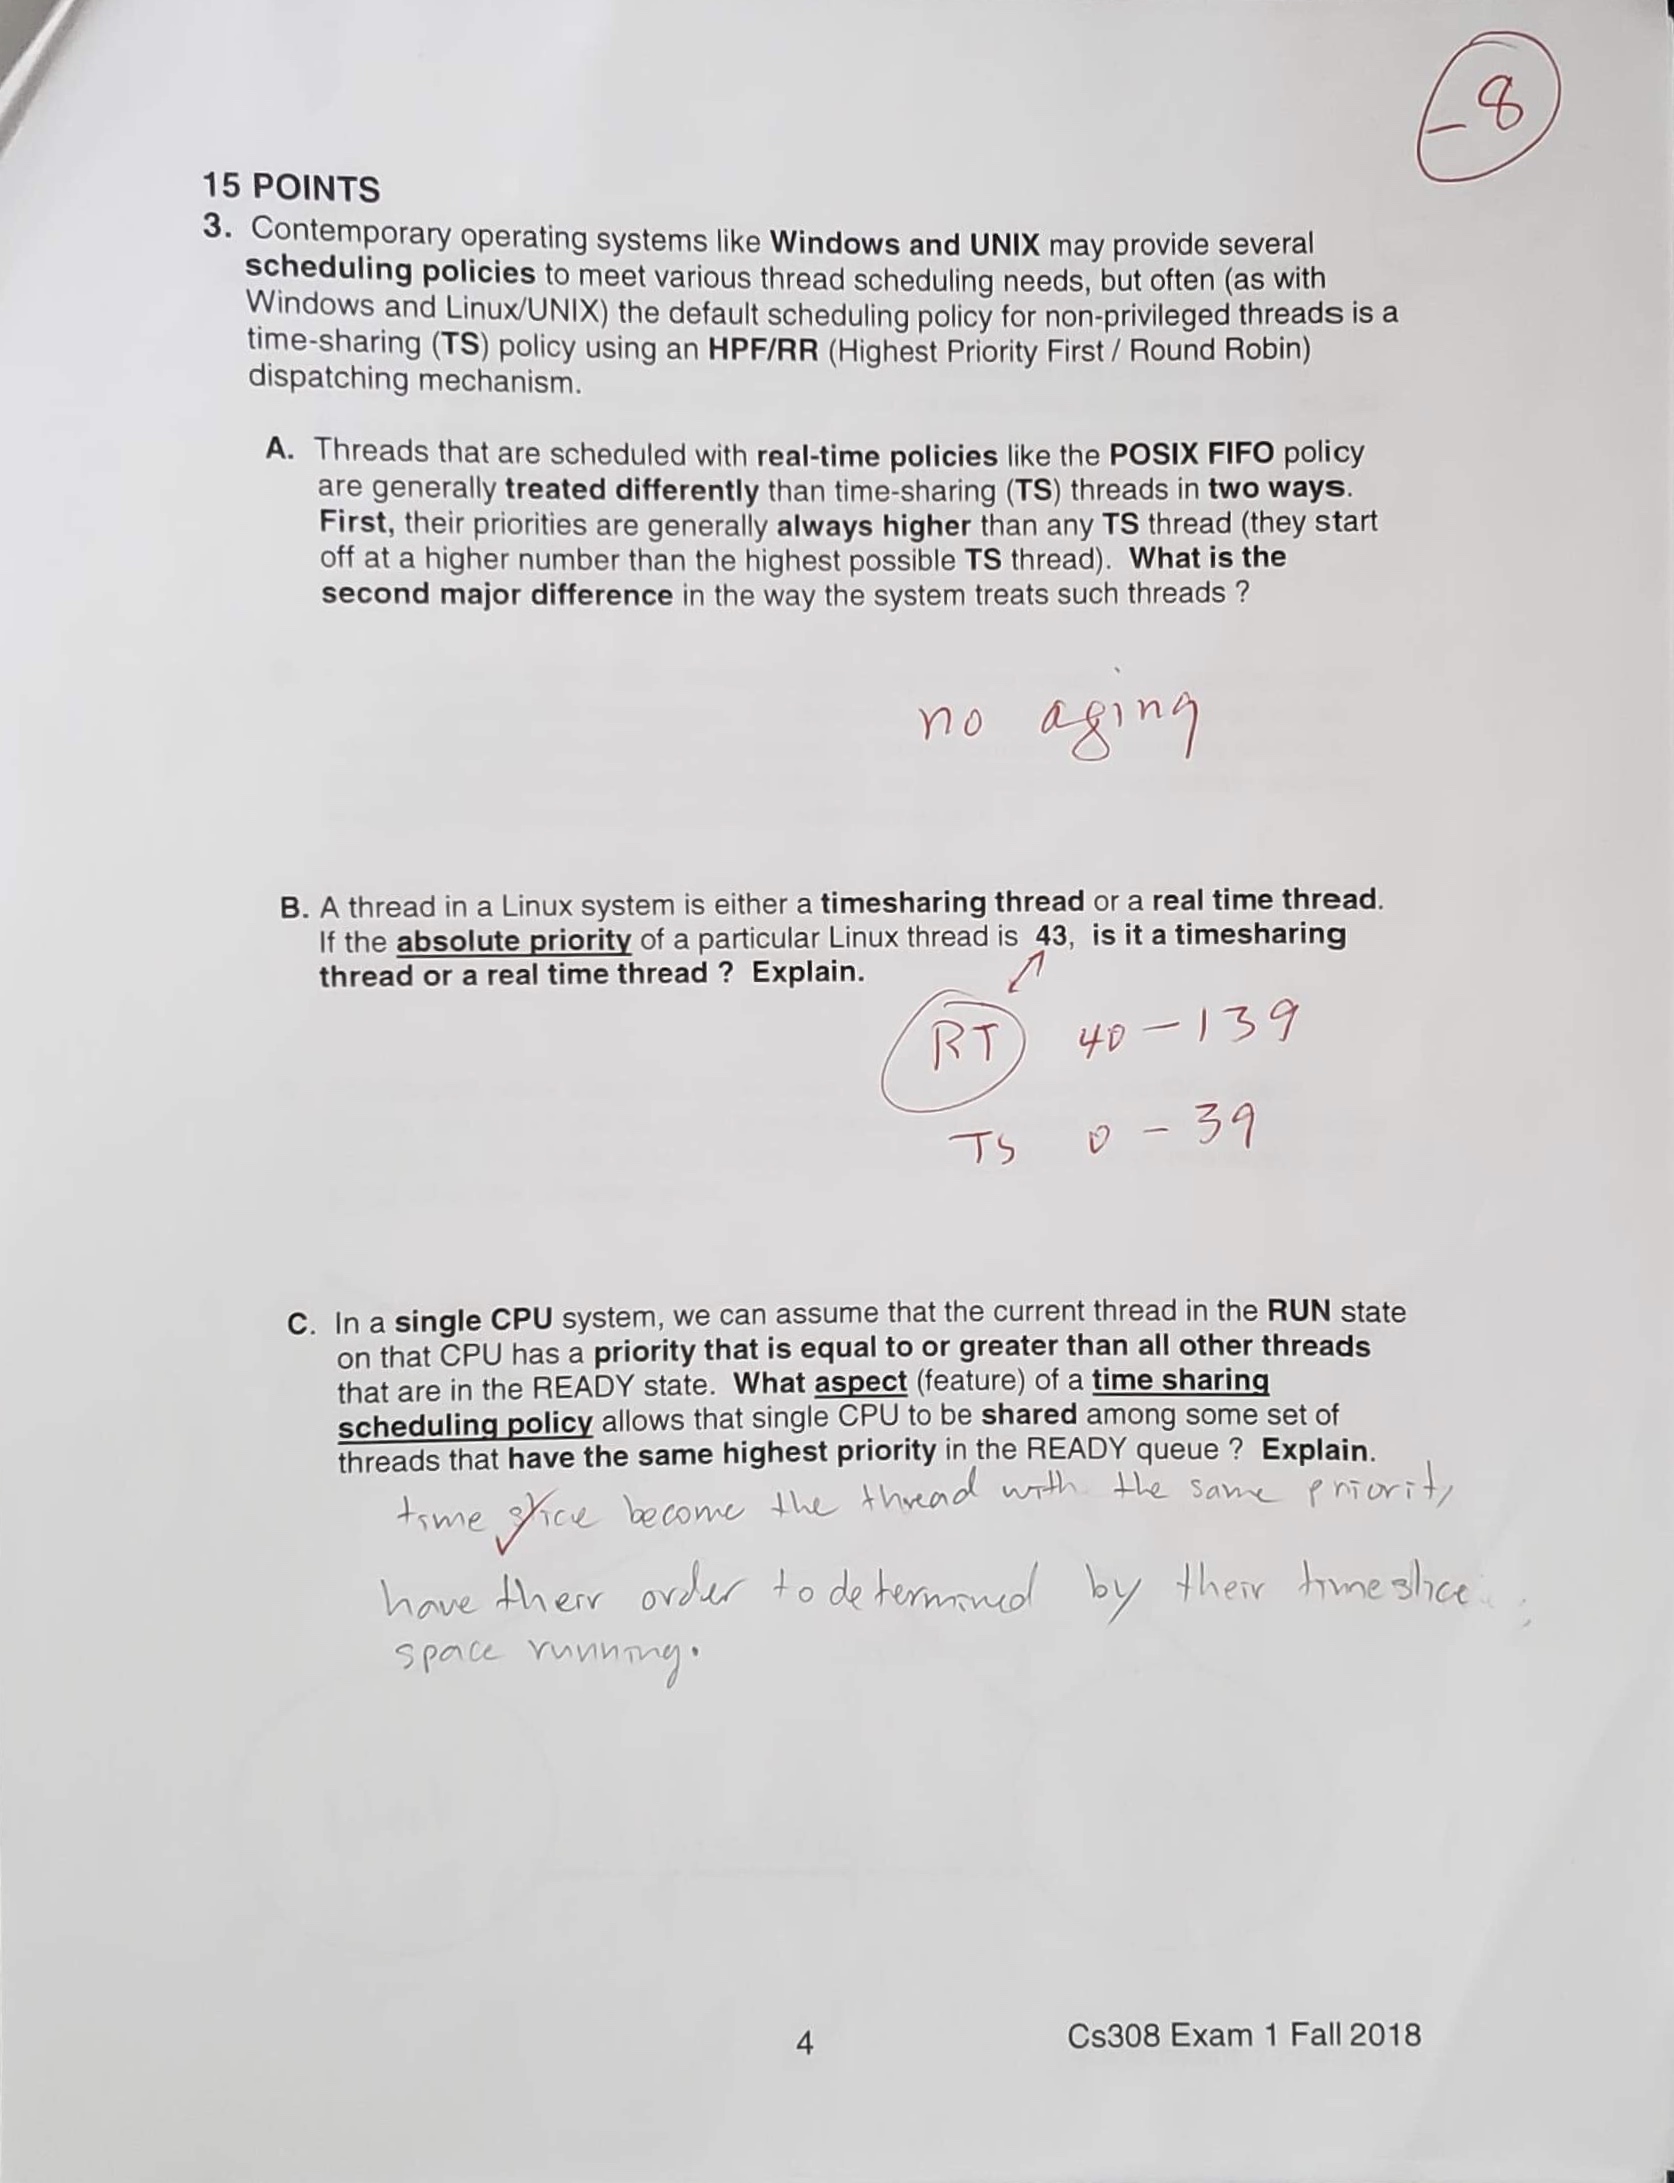 -8
15 POINTS
3. Contemporary operating systems like Windows and UNIX may provide several
scheduling policies to meet various thread scheduling needs, but often (as with
Windows and Linux/UNIX) the default scheduling policy for non-privileged threads is a
time-sharing (TS) policy using an HPF/RR (Highest Priority First / Round Robin)
dispatching mechanism.
A. Threads that are scheduled with real-time policies like the POSIX FIFO policy
are generally treated differently than time-sharing (TS) threads in two ways.
First, their priorities are generally always higher than any TS thread (they start
off at a higher number than the highest possible TS thread). What is the
second major difference in the way the system treats such threads ?
no aging
B. A thread in a Linux system is either a timesharing thread or a real time thread.
If the absolute priority of a particular Linux thread is 43, is it a timesharing
thread or a real time thread ? Explain.
RT 40-139
TS 0-39
C. In a single CPU system, we can assume that the current thread in the RUN state
on that CPU has a priority that is equal to or greater than all other threads
that are in the READY state. What aspect (feature) of a time sharing
scheduling policy allows that single CPU to be shared among some set of
threads that have the same highest priority in the READY queue ? Explain.
time slice become the thread with the same priority
have their order to determined by their timeslice
space running.
4 Cs308 Exam 1 Fall 2018